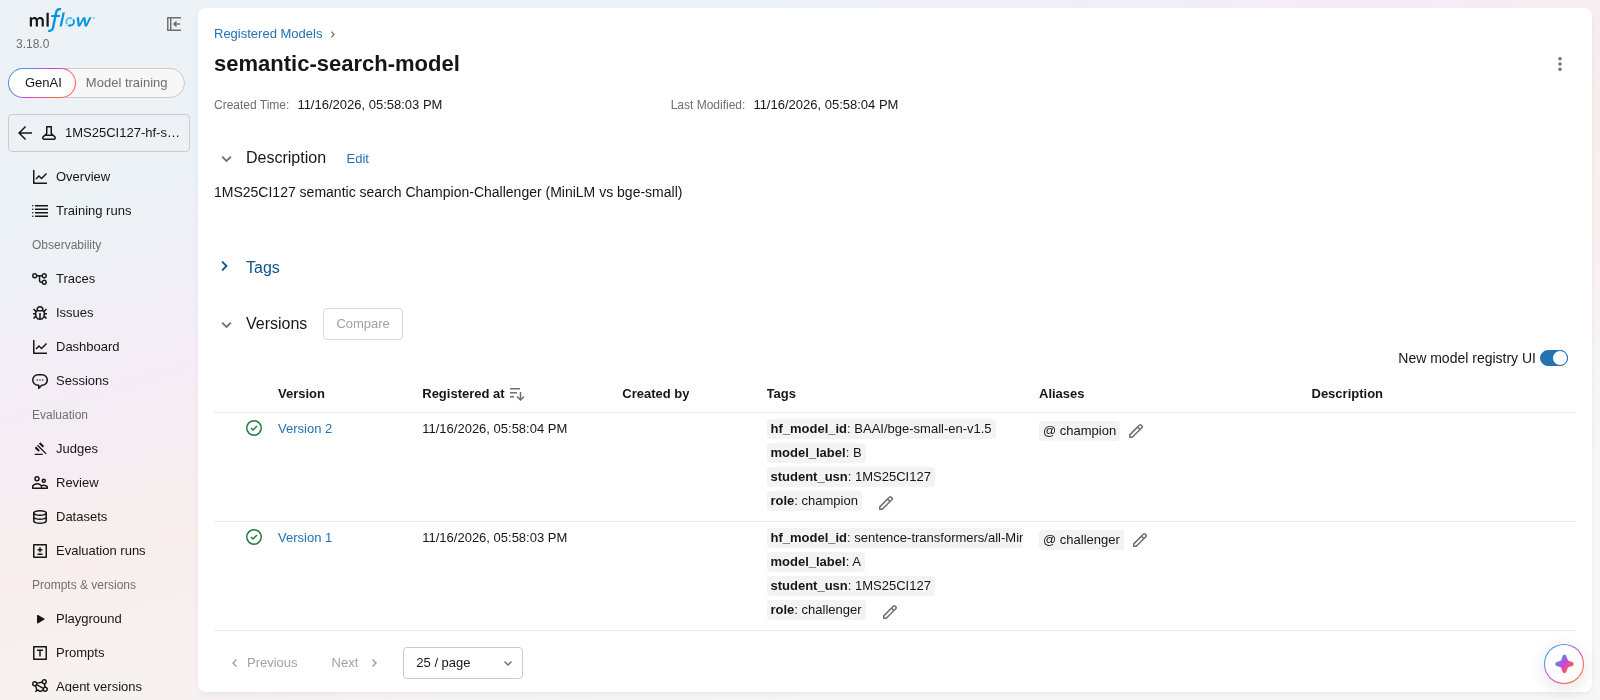 mlflow
3.18.0
GenAI Model training
1MS25CI127-hf-s...
Overview
Training runs
Observability
Traces
Issues
Dashboard
Sessions
Evaluation
Judges
Review
Datasets
Evaluation runs
Prompts & versions
Playground
Prompts
Agent versions
Registered Models
semantic-search-model
Created Time: 11/16/2026, 05:58:03 PM Last Modified: 11/16/2026, 05:58:04 PM
Description Edit
1MS25CI127 semantic search Champion-Challenger (MiniLM vs bge-small)
Tags
Versions Compare
New model registry UI
Version Registered at Created by Tags Aliases Description
Version 2 11/16/2026, 05:58:04 PM hf_model_id: BAAI/bge-small-en-v1.5 @ champion
model_label: B
student_usn: 1MS25CI127
role: champion
Version 1 11/16/2026, 05:58:03 PM hf_model_id: sentence-transformers/all-Mir @ challenger
model_label: A
student_usn: 1MS25CI127
role: challenger
Previous Next 25 / page